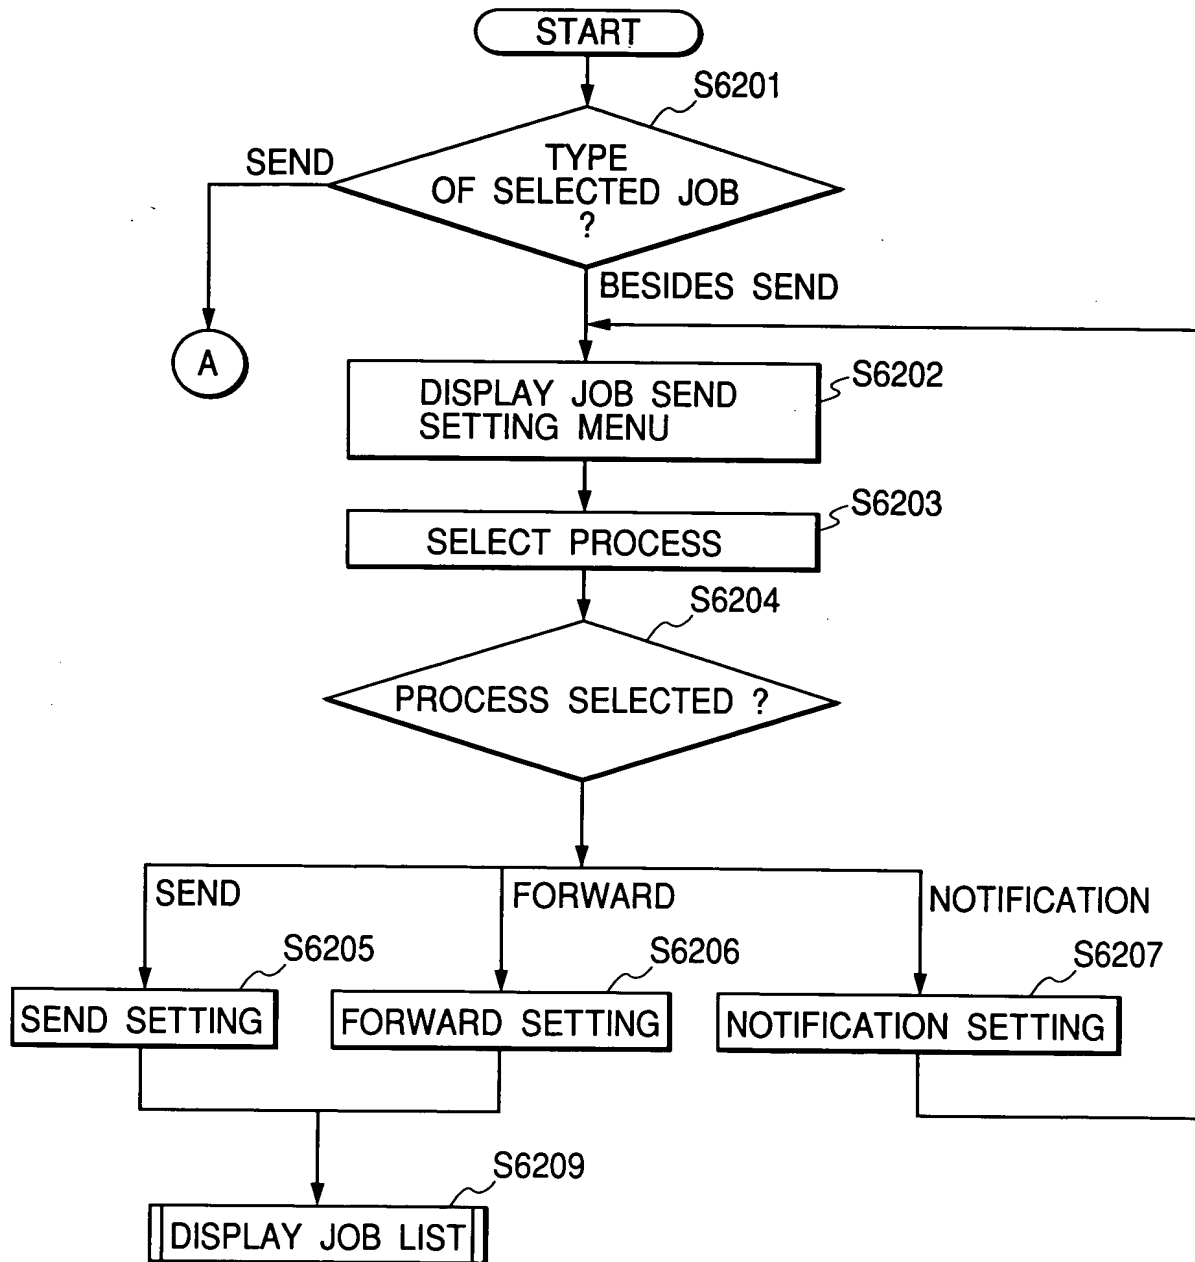 START
S6201
SEND
TYPE
OF SELECTED JOB
?
BESIDES SEND
A
S6202
DISPLAY JOB SEND
SETTING MENU
S6203
SELECT PROCESS
S6204
PROCESS SELECTED ?
SEND
FORWARD
NOTIFICATION
S6205
S6206
S6207
SEND SETTING
FORWARD SETTING
NOTIFICATION SETTING
S6209
DISPLAY JOB LIST